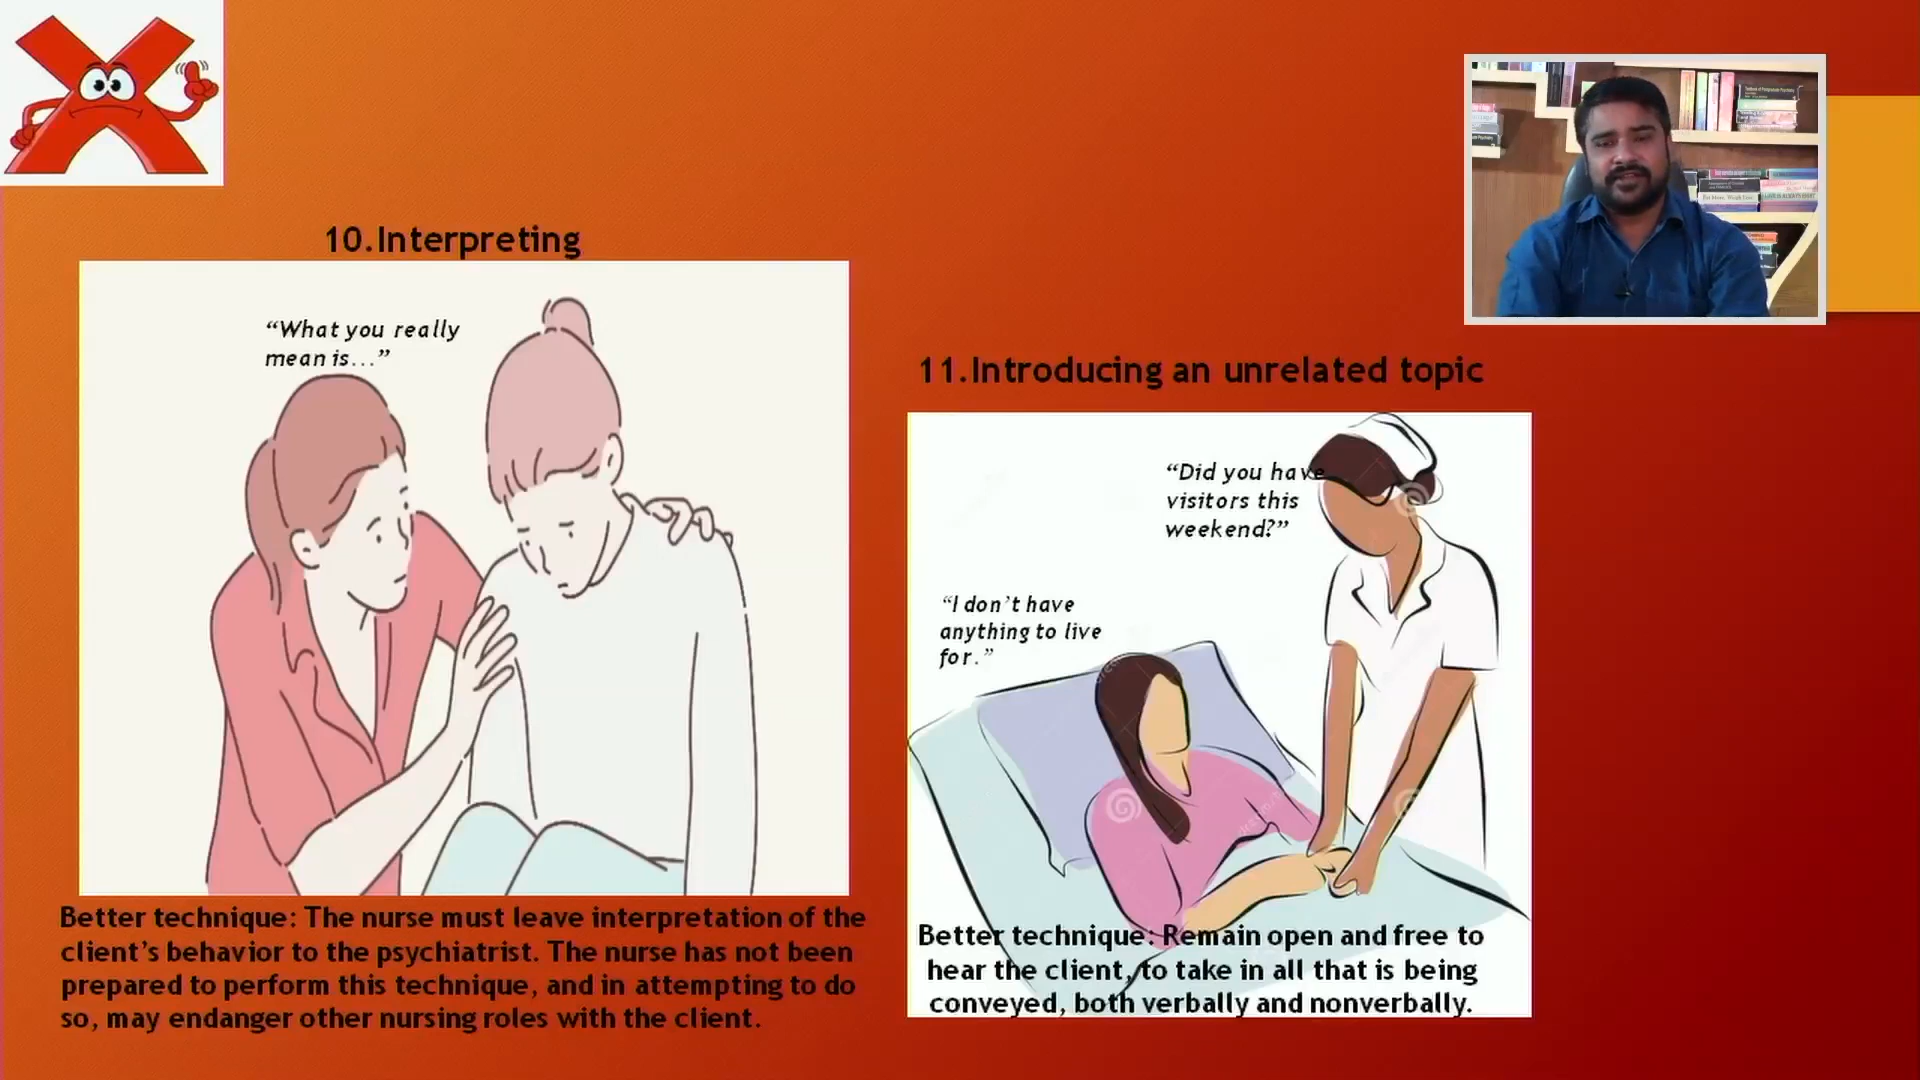 10.Interpreting
“What you really
mean is...”
Better technique: The nurse must leave interpretation of the
client’s behavior to the psychiatrist. The nurse has not been
prepared to perform this technique, and in attempting to do
so, may endanger other nursing roles with the client.
11.Introducing an unrelated topic
“Did you have
visitors this
weekend?”
“I don’t have
anything to live
for.”
Better technique: Remain open and free to
hear the client, to take in all that is being
conveyed, both verbally and nonverbally.